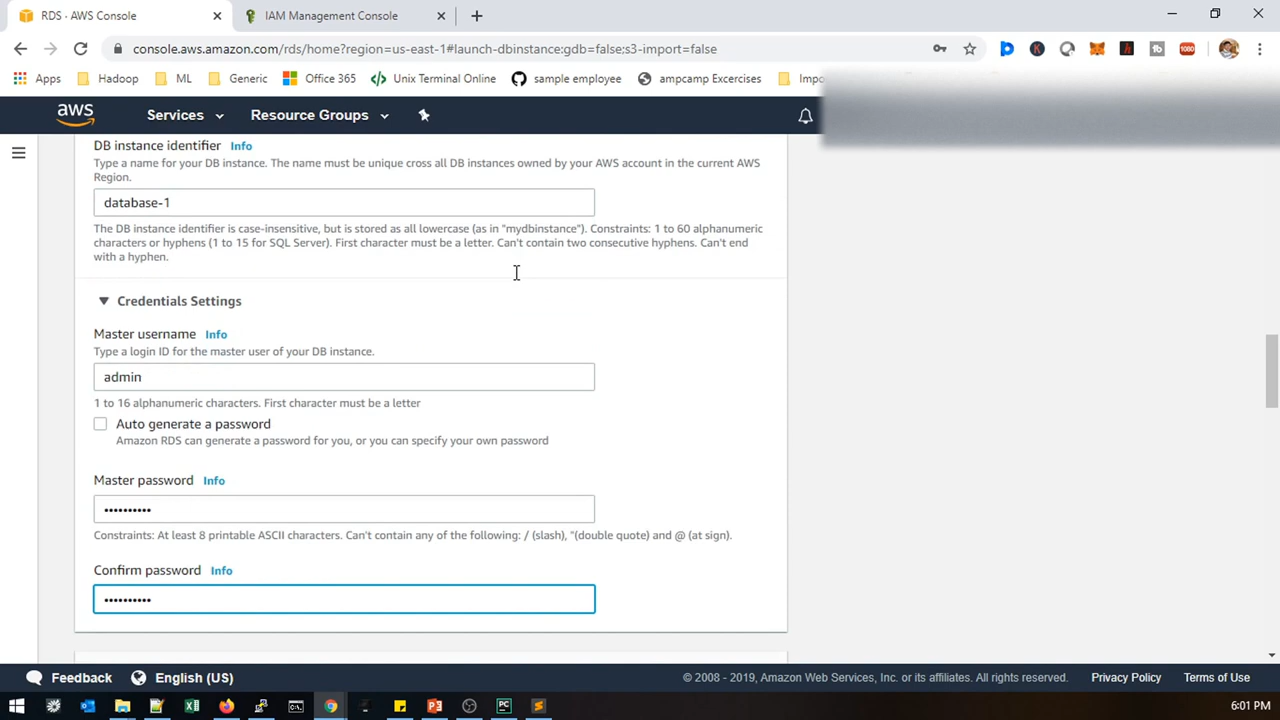 RDS - AWS Console
IAM Management Console
console.aws.amazon.com/rds/home?region=us-east-1#launch-dbinstance:gdb=false;s3-import=false
Apps
Hadoop
ML
Generic
Office 365
Unix Terminal Online
sample employee
ampcamp Excercises
Impo
aws
Services
Resource Groups
DB instance identifier Info
Type a name for your DB instance. The name must be unique cross all DB instances owned by your AWS account in the current AWS
Region.
database-1
The DB instance identifier is case-insensitive, but is stored as all lowercase (as in "mydbinstance"). Constraints: 1 to 60 alphanumeric
characters or hyphens (1 to 15 for SQL Server). First character must be a letter. Can't contain two consecutive hyphens. Can't end
with a hyphen.
Credentials Settings
Master username Info
Type a login ID for the master user of your DB instance.
admin
1 to 16 alphanumeric characters. First character must be a letter
Auto generate a password
Amazon RDS can generate a password for you, or you can specify your own password
Master password Info
••••••••••
Constraints: At least 8 printable ASCII characters. Can't contain any of the following: / (slash), "(double quote) and @ (at sign).
Confirm password Info
••••••••••
Feedback
English (US)
© 2008 - 2019, Amazon Web Services, Inc. or its affiliates. All rights reserved.
Privacy Policy
Terms of Use
6:01 PM